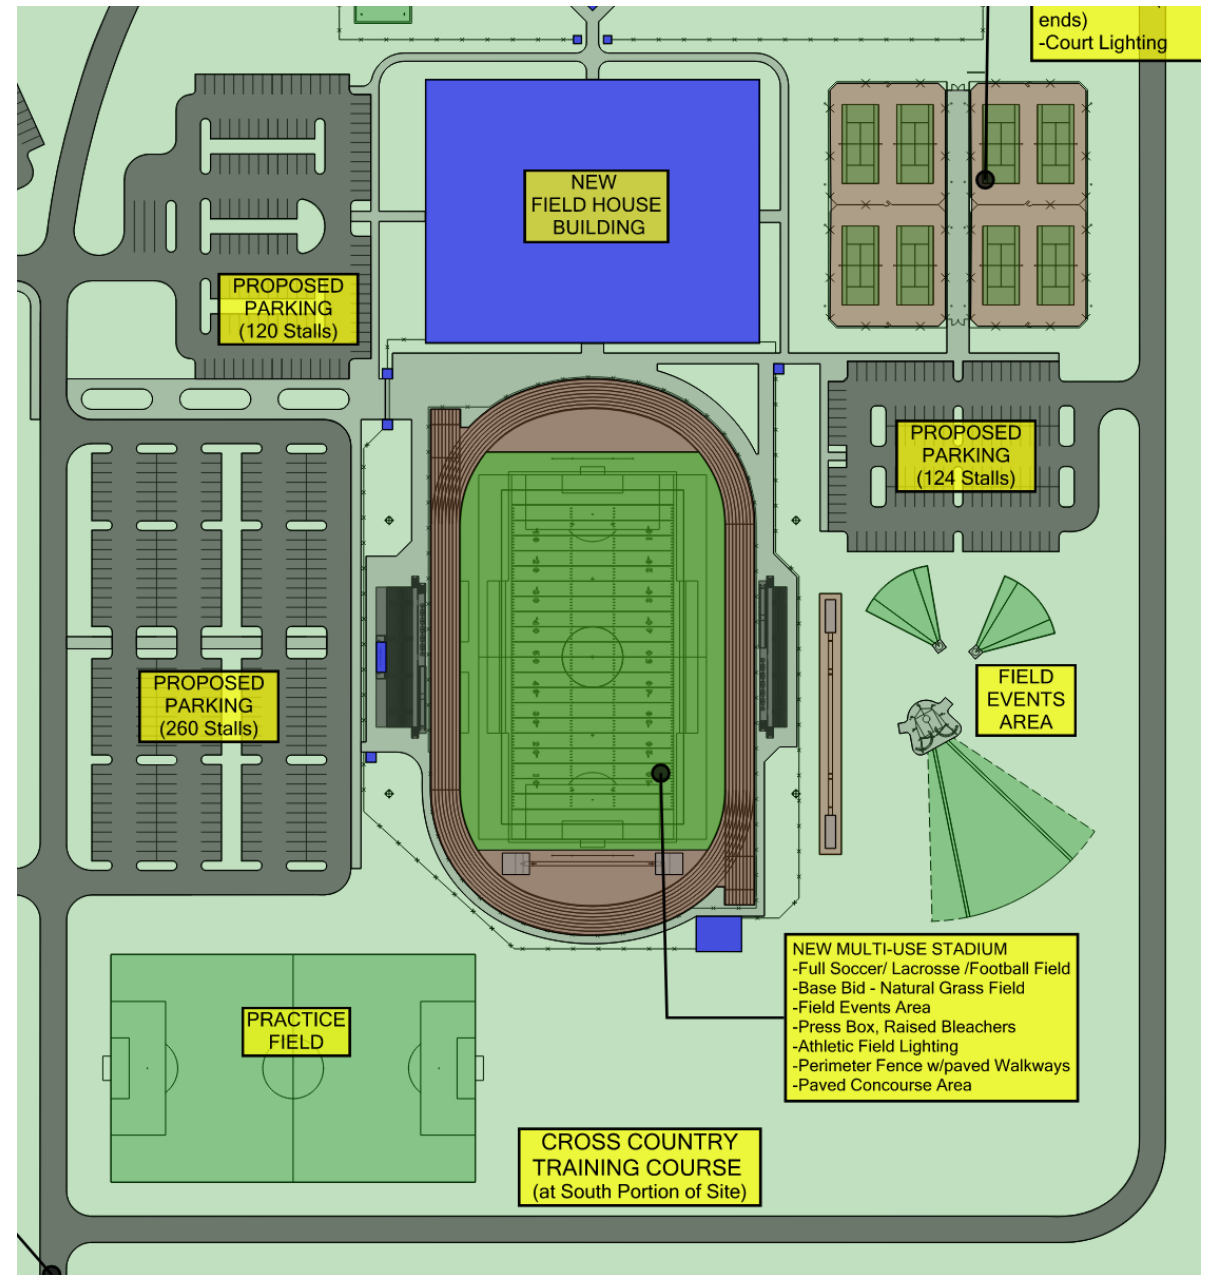 ends)
-Court Lighting
NEW
FIELD HOUSE
BUILDING
PROPOSED
PARKING
(120 Stalls)
PROPOSED
PARKING
(124 Stalls)
PROPOSED
PARKING
(260 Stalls)
FIELD
EVENTS
AREA
NEW MULTI-USE STADIUM
-Full Soccer/ Lacrosse /Football Field
-Base Bid - Natural Grass Field
-Field Events Area
-Press Box, Raised Bleachers
-Athletic Field Lighting
-Perimeter Fence w/paved Walkways
-Paved Concourse Area
PRACTICE
FIELD
CROSS COUNTRY
TRAINING COURSE
(at South Portion of Site)